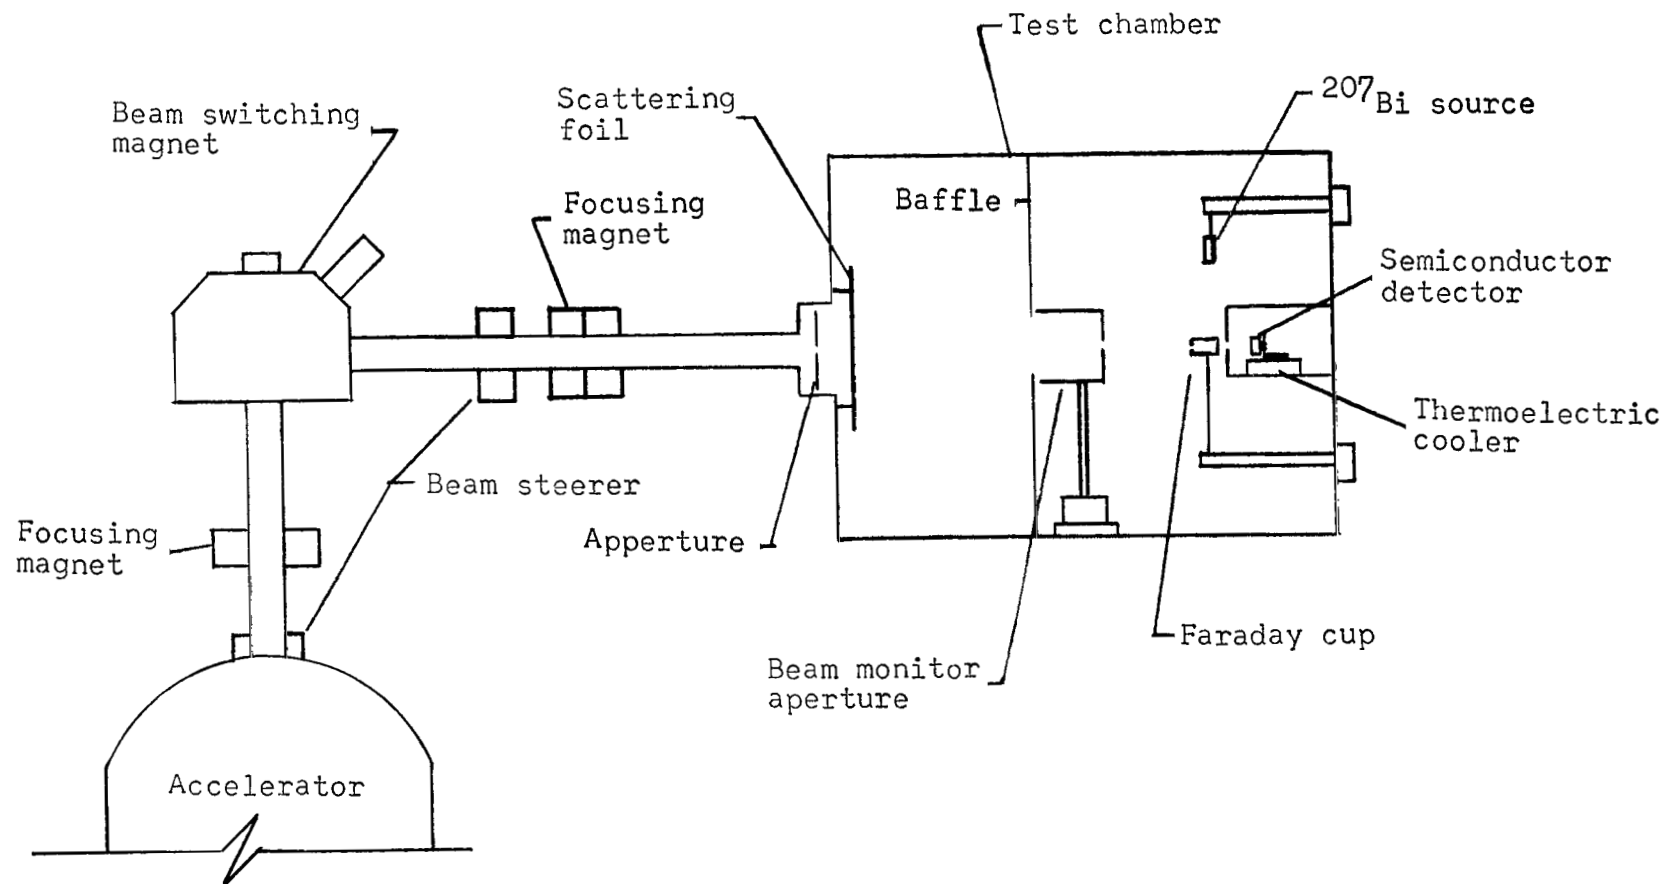 Test chamber
207Bi source
Scattering
foil
Beam switching
magnet
Focusing
magnet
Baffle
Semiconductor
detector
Thermoelectric
cooler
Beam steerer
Focusing
magnet
Apperture
Faraday cup
Beam monitor
aperture
Accelerator